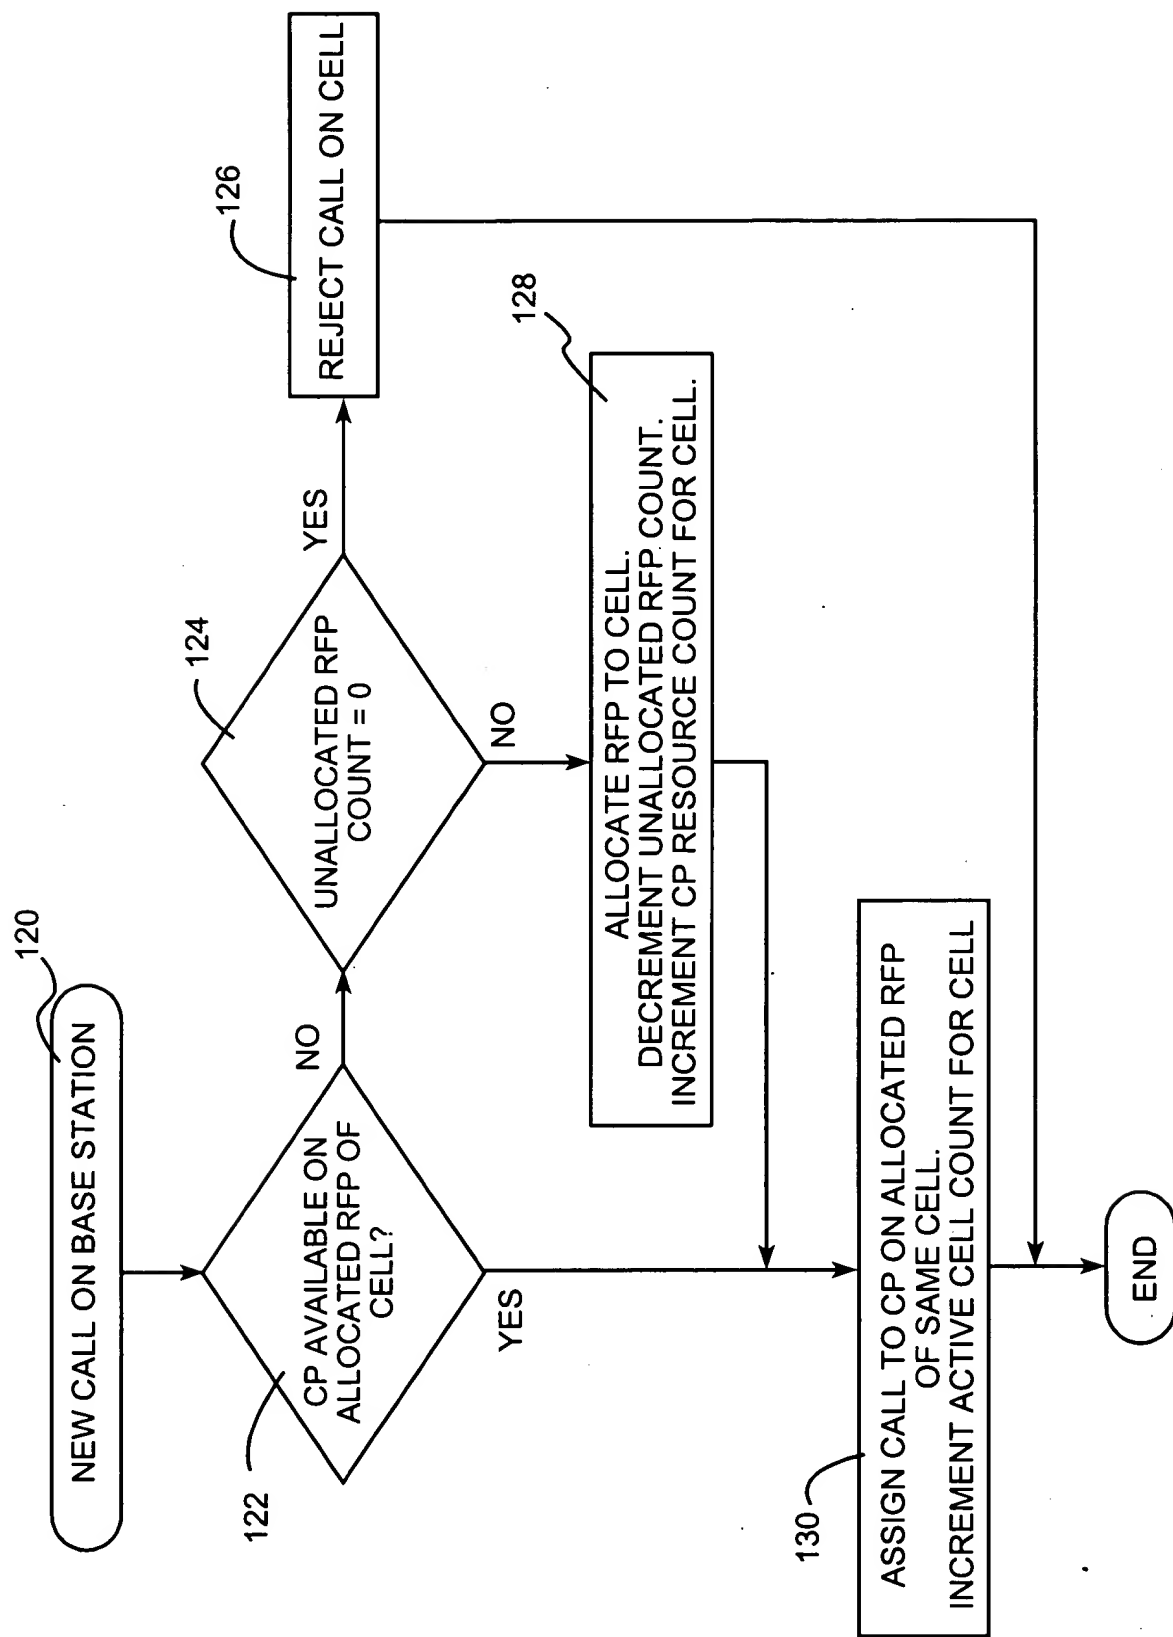 NEW CALL ON BASE STATION
120
CP AVAILABLE ON
ALLOCATED RFP OF
CELL?
122
NO
YES
UNALLOCATED RFP
COUNT = 0
124
YES
NO
REJECT CALL ON CELL
126
ALLOCATE RFP TO CELL.
DECREMENT UNALLOCATED RFP COUNT.
INCREMENT CP RESOURCE COUNT FOR CELL.
128
ASSIGN CALL TO CP ON ALLOCATED RFP
OF SAME CELL.
INCREMENT ACTIVE CELL COUNT FOR CELL
130
END